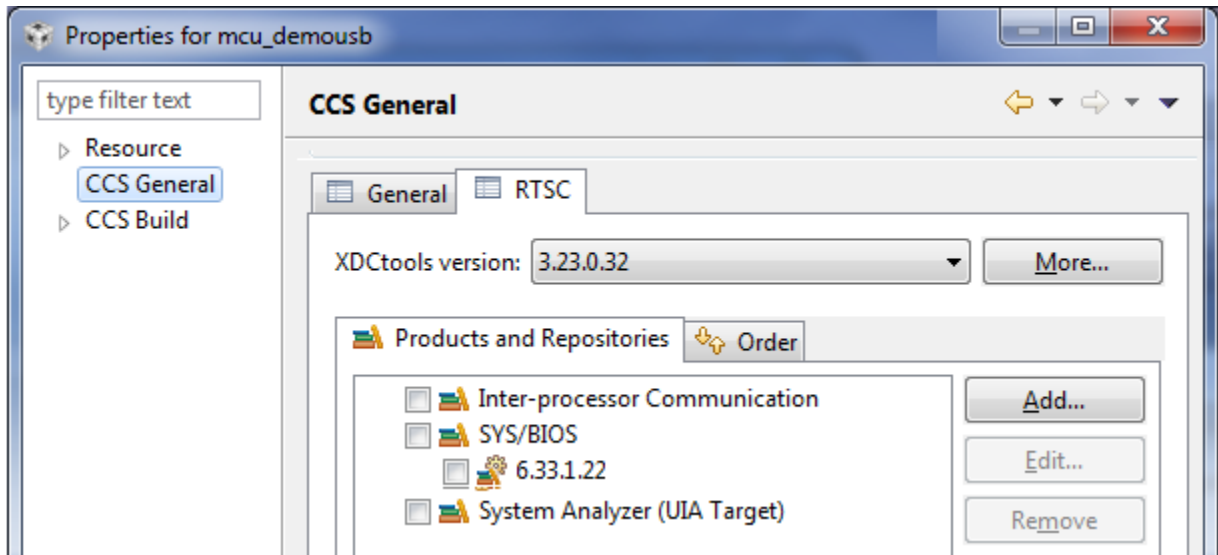 Properties for mcu_demousb
type filter text
Resource
CCS General
CCS Build
CCS General
General
RTSC
XDCtools version: 3.23.0.32 More...
Products and Repositories
Order
Inter-processor Communication
SYS/BIOS
6.33.1.22
System Analyzer (UIA Target)
Add...
Edit...
Remove